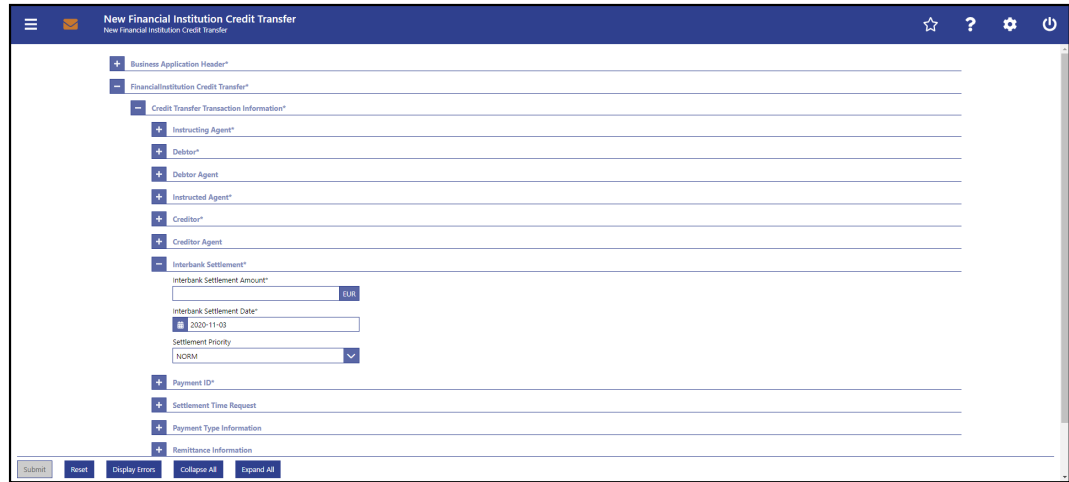 New Financial Institution Credit Transfer
New Financial Institution Credit Transfer
Business Application Header*
FinancialInstitution Credit Transfer*
Credit Transfer Transaction Information*
Instructing Agent*
Debtor*
Debtor Agent
Instructed Agent*
Creditor*
Creditor Agent
Interbank Settlement*
Interbank Settlement Amount*
EUR
Interbank Settlement Date*
2020-11-03
Settlement Priority
NORM
Payment ID*
Settlement Time Request
Payment Type Information
Remittance Information
Submit Reset Display Errors Collapse All Expand All